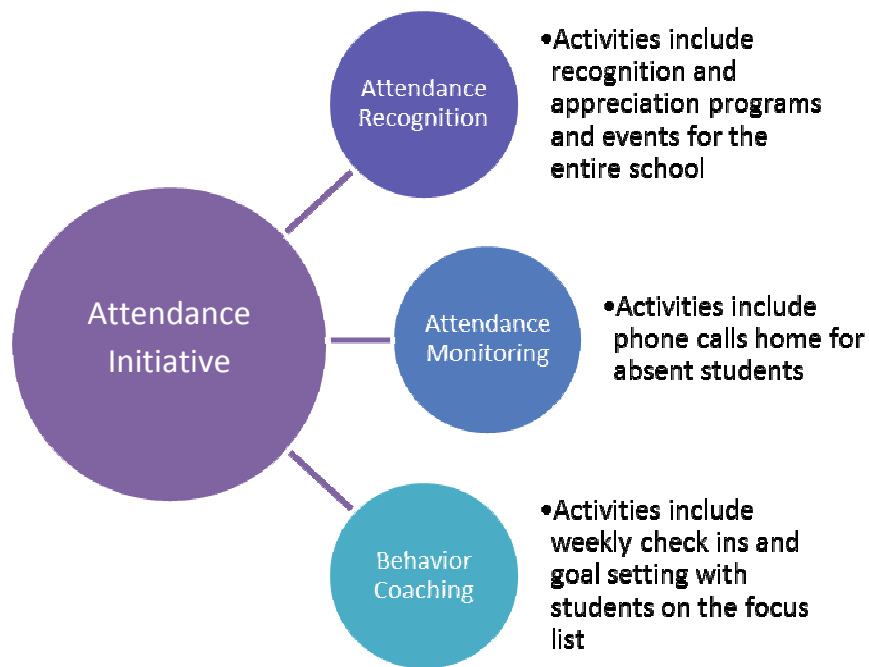 Attendance
Initiative
Attendance
Recognition
•Activities include
recognition and
appreciation programs
and events for the
entire school
Attendance
Monitoring
•Activities include
phone calls home for
absent students
Behavior
Coaching
•Activities include
weekly check ins and
goal setting with
students on the focus
list